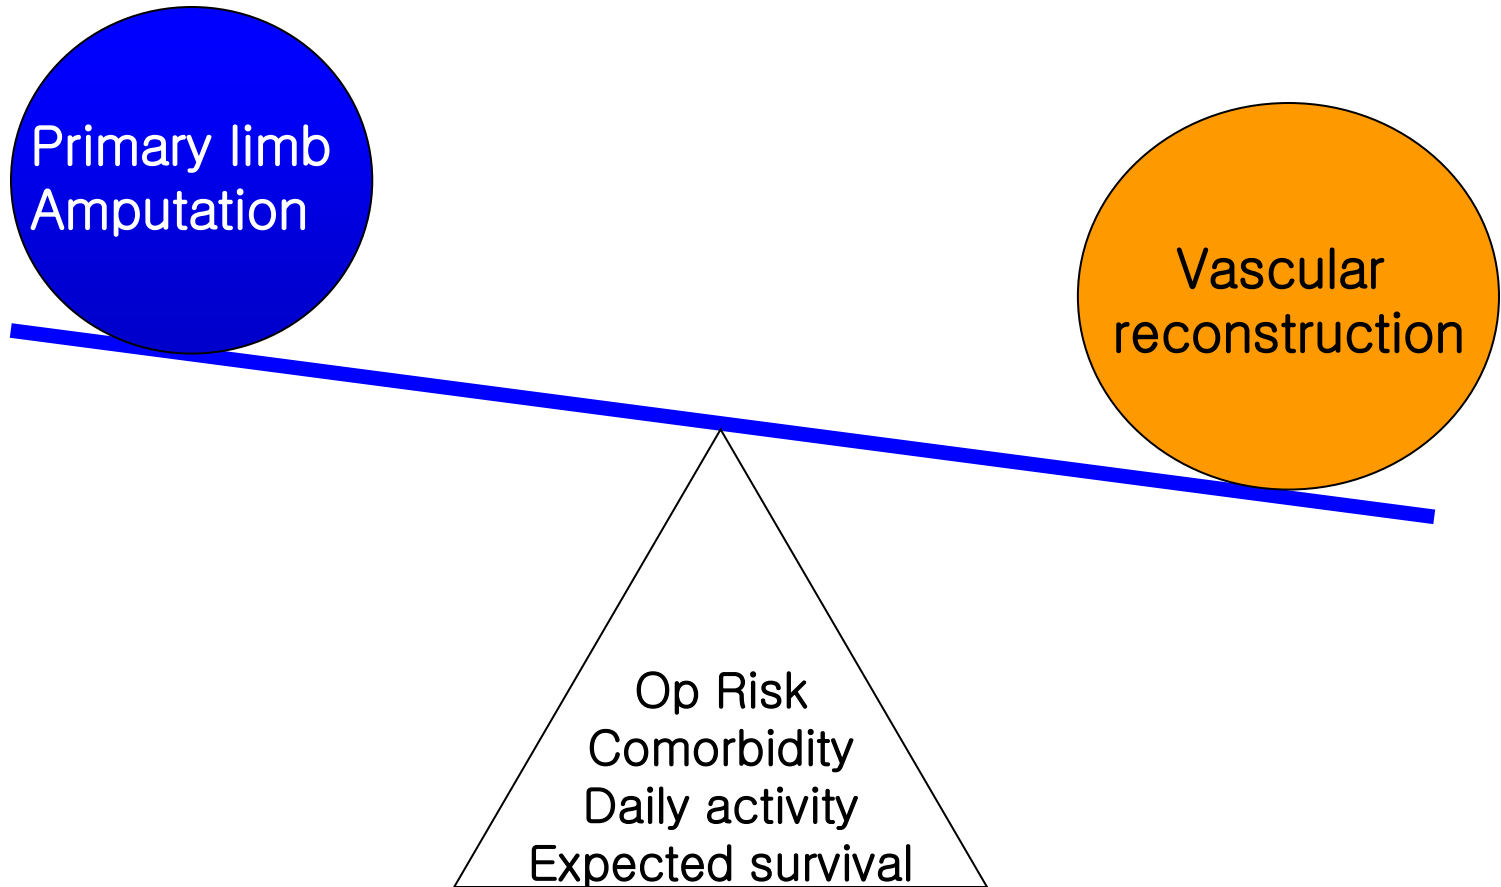 Primary limb
Amputation
Vascular
reconstruction
Op Risk
Comorbidity
Daily activity
Expected survival